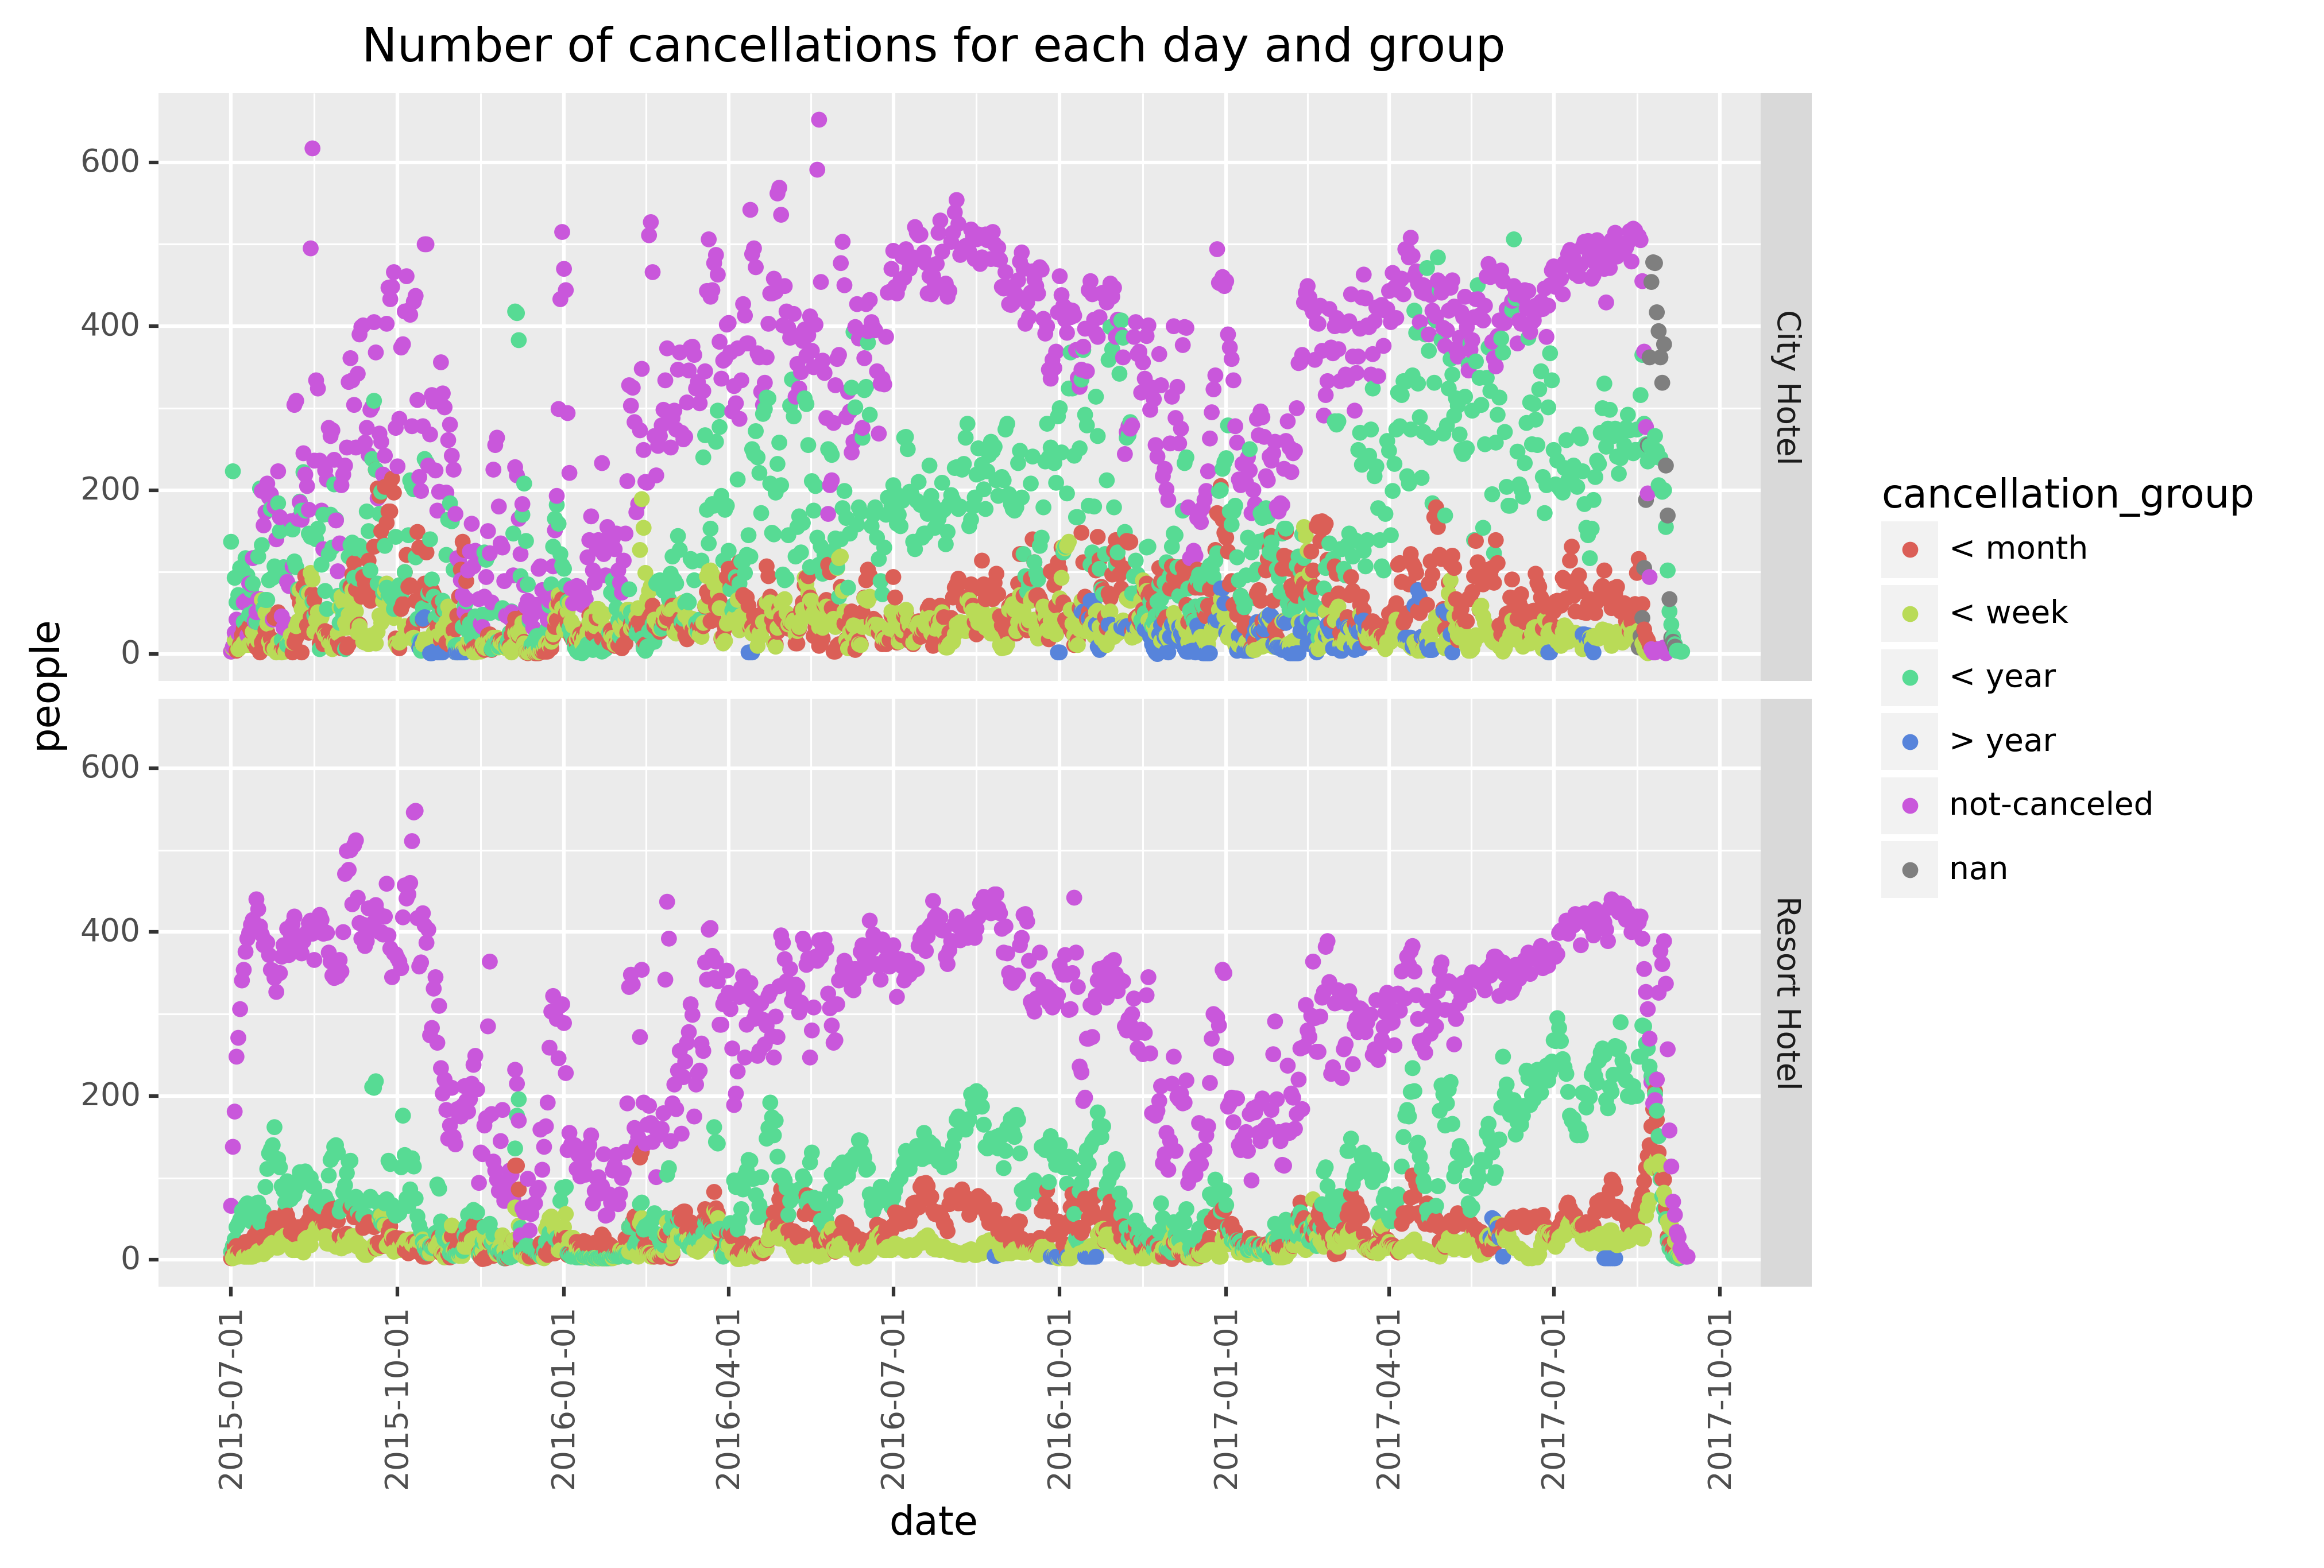 Number of cancellations for each day and group
people
600
400
200
0
City Hotel
600
400
200
0
Resort Hotel
2015-07-01
2015-10-01
2016-01-01
2016-04-01
2016-07-01
2016-10-01
2017-01-01
2017-04-01
2017-07-01
2017-10-01
date
cancellation_group
< month
< week
< year
> year
not-canceled
nan